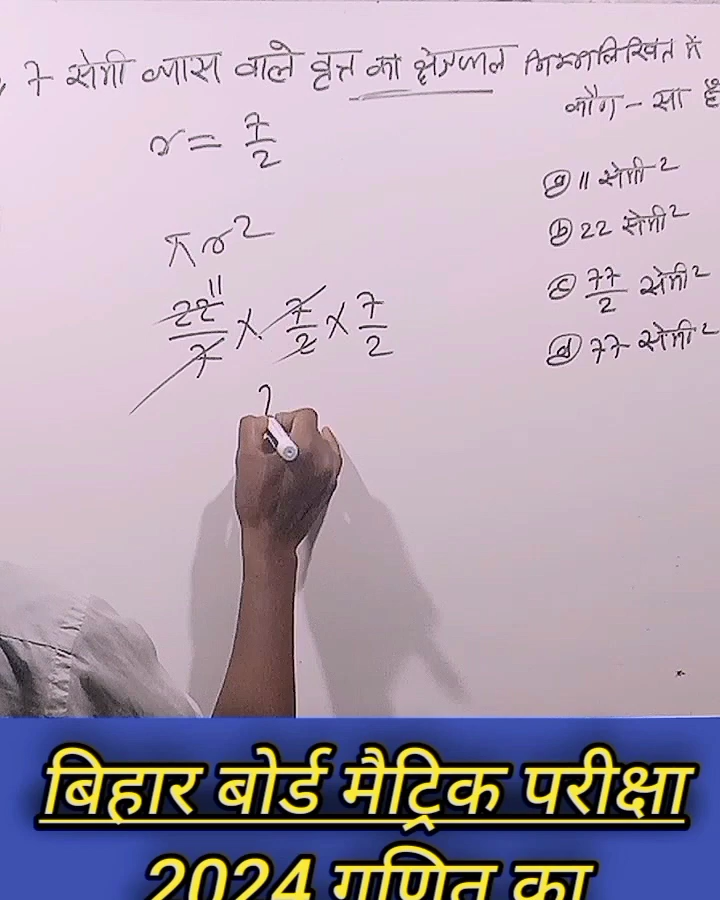 7 सेमी व्यास वाले वृत्त का क्षेत्रफल निम्नलिखित में
कौन-सा है
r = 7/2
πr²
22/7 × 7/2 × 7/2
11
(a) 11 सेमी²
(b) 22 सेमी²
(c) 77/2 सेमी²
(d) 77 सेमी²
बिहार बोर्ड मैट्रिक परीक्षा
2024 गणित का